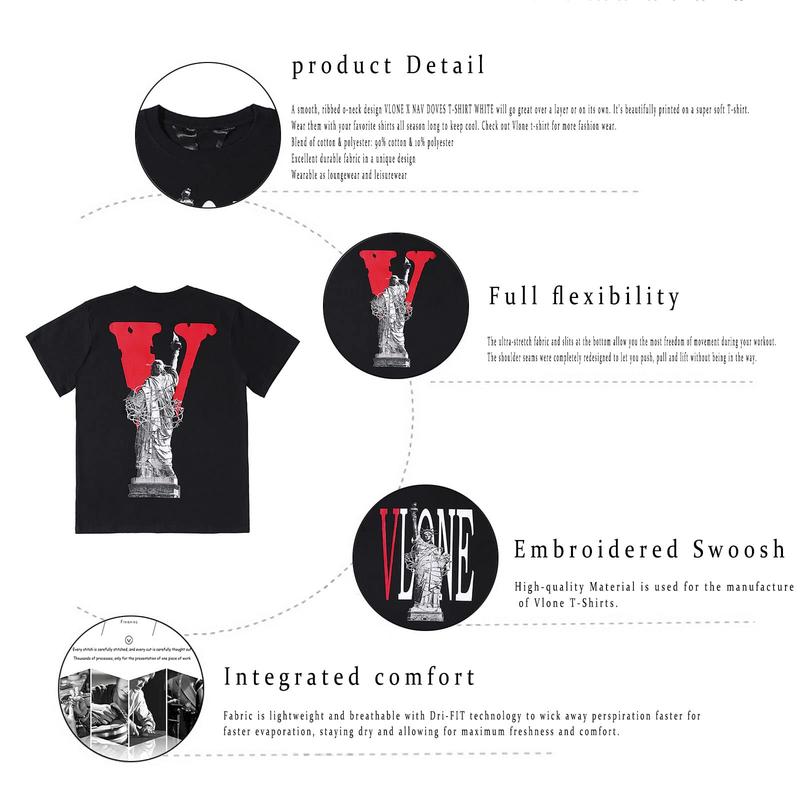 product Detail
A smooth, ribbed o-neck design VLONE X NAV DOVES T-SHIRT WHITE will go great over a layer or on its own. It's beautifully printed on a super soft T-shirt.
Wear them with your favorite shirts all season long to keep cool. Check out Vlone t-shirt for more fashion wear.
Blend of cotton & polyester: 90% cotton & 10% polyester
Excellent durable fabric in a unique design
Wearable as loungewear and leisurewear
V
Full flexibility
The ultra-stretch fabric and slits at the bottom allow you the most freedom of movement during your workout.
The shoulder seams were completely redesigned to let you push, pull and lift without being in the way.
V
VLONE
Embroidered Swoosh
High-quality Material is used for the manufacture
of Vlone T-Shirts.
Finishing
Every stitch is carefully stitched, and every cut is carefully thought out
Thousands of processes, only for the presentation of one piece of work
Integrated comfort
Fabric is lightweight and breathable with Dri-FIT technology to wick away perspiration faster for
faster evaporation, staying dry and allowing for maximum freshness and comfort.